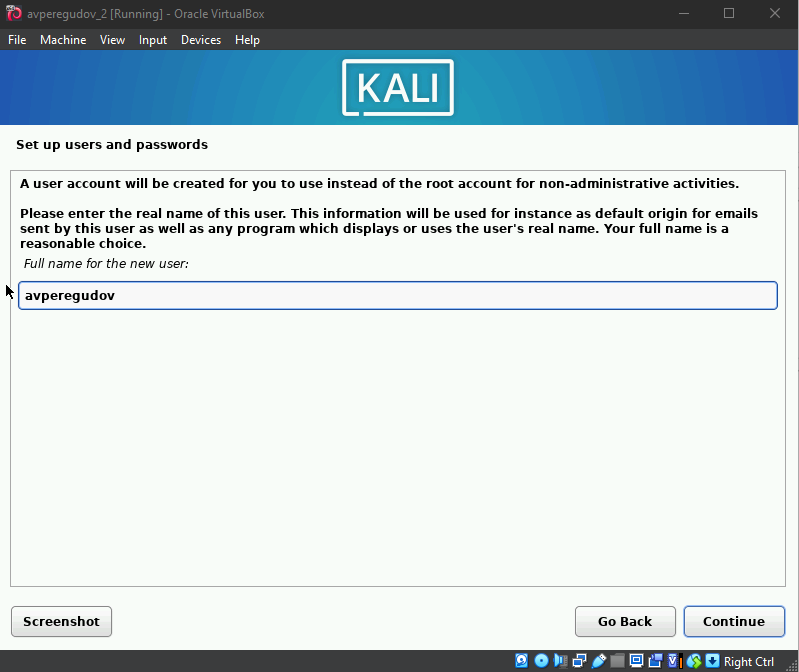 avperegudov_2 [Running] - Oracle VirtualBox
File Machine View Input Devices Help
KALI
Set up users and passwords
A user account will be created for you to use instead of the root account for non-administrative activities.
Please enter the real name of this user. This information will be used for instance as default origin for emails
sent by this user as well as any program which displays or uses the user's real name. Your full name is a
reasonable choice.
Full name for the new user:
avperegudov
Screenshot Go Back Continue
Right Ctrl